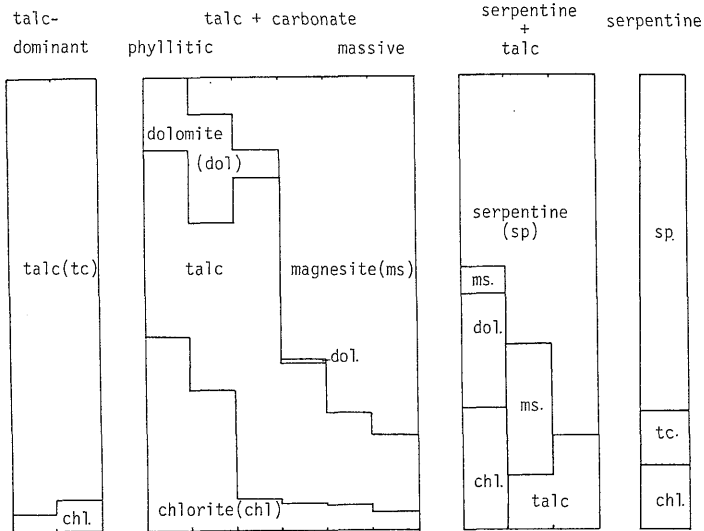 talc-
dominant
talc + carbonate
phyllitic
massive
serpentine
+
talc
serpentine
dolomite
(dol)
talc(tc)
talc
magnesite(ms)
dol.
chlorite(chl)
chl.
serpentine
(sp)
ms.
dol.
ms.
chl.
talc
sp.
tc.
chl.